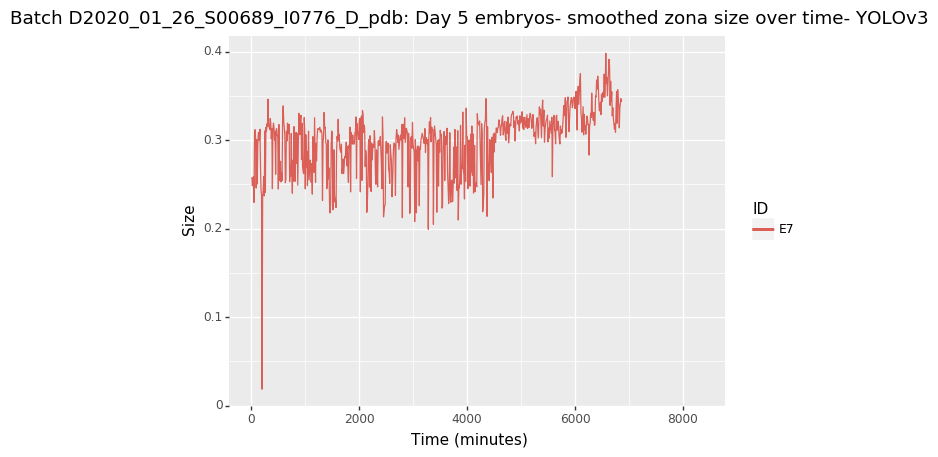 Batch D2020_01_26_S00689_I0776_D_pdb: Day 5 embryos- smoothed zona size over time- YOLOv3
0.4
0.3
0.2
0.1
0
Size
0 2000 4000 6000 8000
Time (minutes)
ID
E7